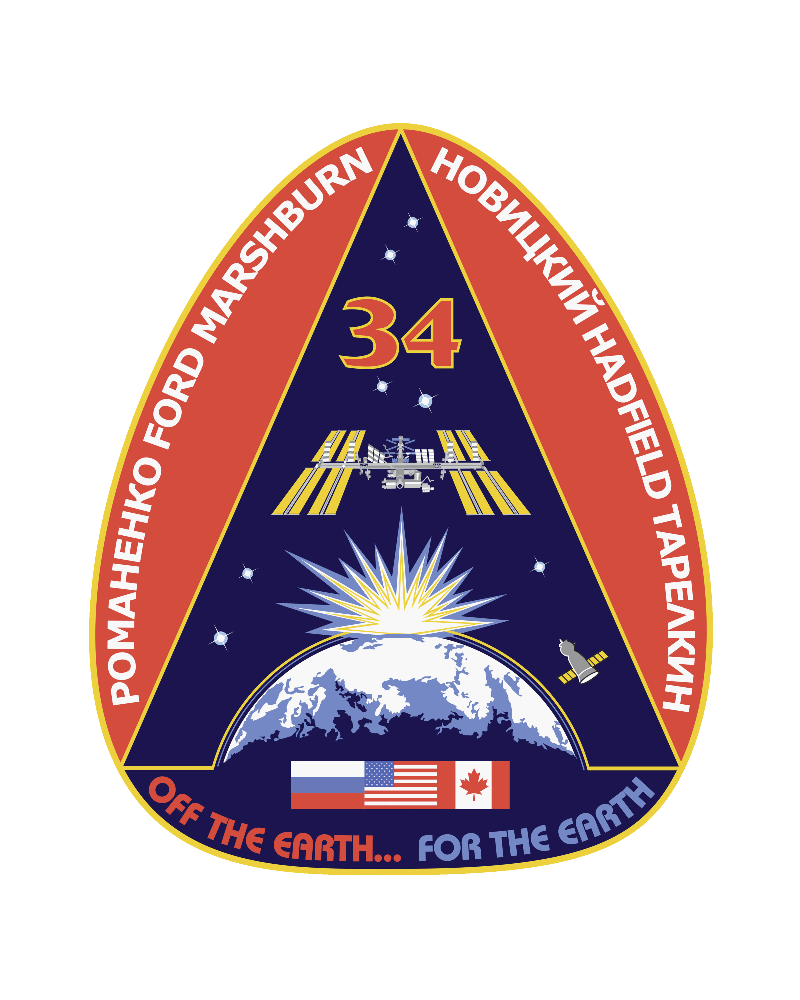 РОМАНЕНКО FORD MARSHBURN
НОВИЦКИЙ HADFIELD ТАРЕЛКИН
34
OFF THE EARTH... FOR THE EARTH